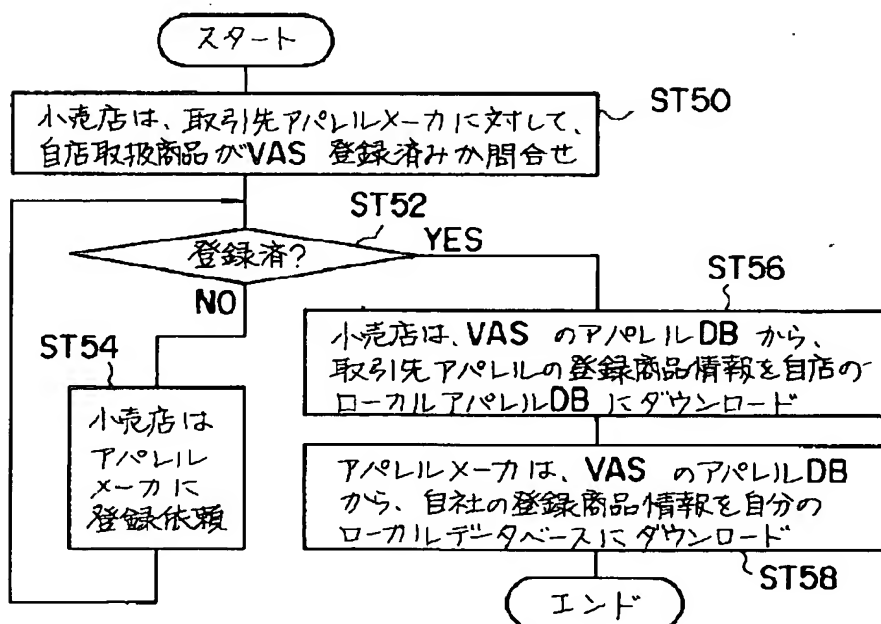 スタート
ST50
小売店は、取引先アパレルメーカに対して、
自店取扱商品がVAS 登録済みか問合せ
ST52
登録済?
YES
NO
ST54
小売店は
アパレル
メーカに
登録依頼
ST56
小売店は、VAS のアパレルDB から、
取引先アパレルの登録商品情報を自店の
ローカルアパレルDB にダウンロード
アパレルメーカは、VAS のアパレルDB
から、自社の登録商品情報を自分の
ローカルデータベースにダウンロード
ST58
エンド